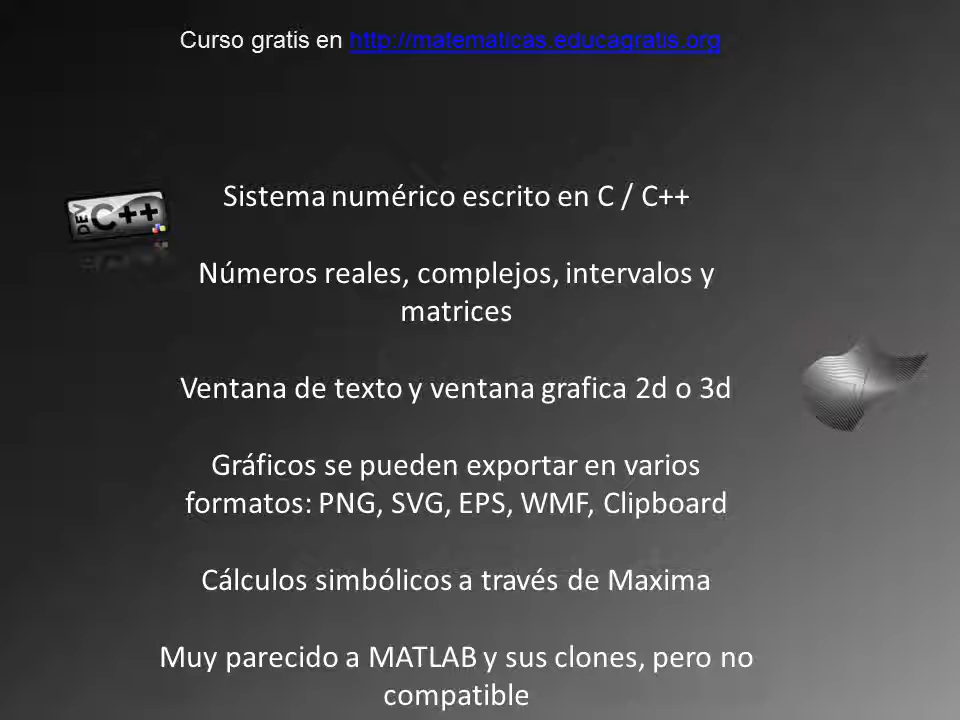 Curso gratis en http://matematicas.educagratis.org
DEV C++
Sistema numérico escrito en C / C++
Números reales, complejos, intervalos y
matrices
Ventana de texto y ventana grafica 2d o 3d
Gráficos se pueden exportar en varios
formatos: PNG, SVG, EPS, WMF, Clipboard
Cálculos simbólicos a través de Maxima
Muy parecido a MATLAB y sus clones, pero no
compatible